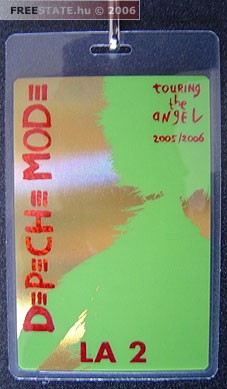 FREESTATE.hu © 2006
touRiNG
the
aNGEL
2005/2006
DEPECHE MODE
LA 2